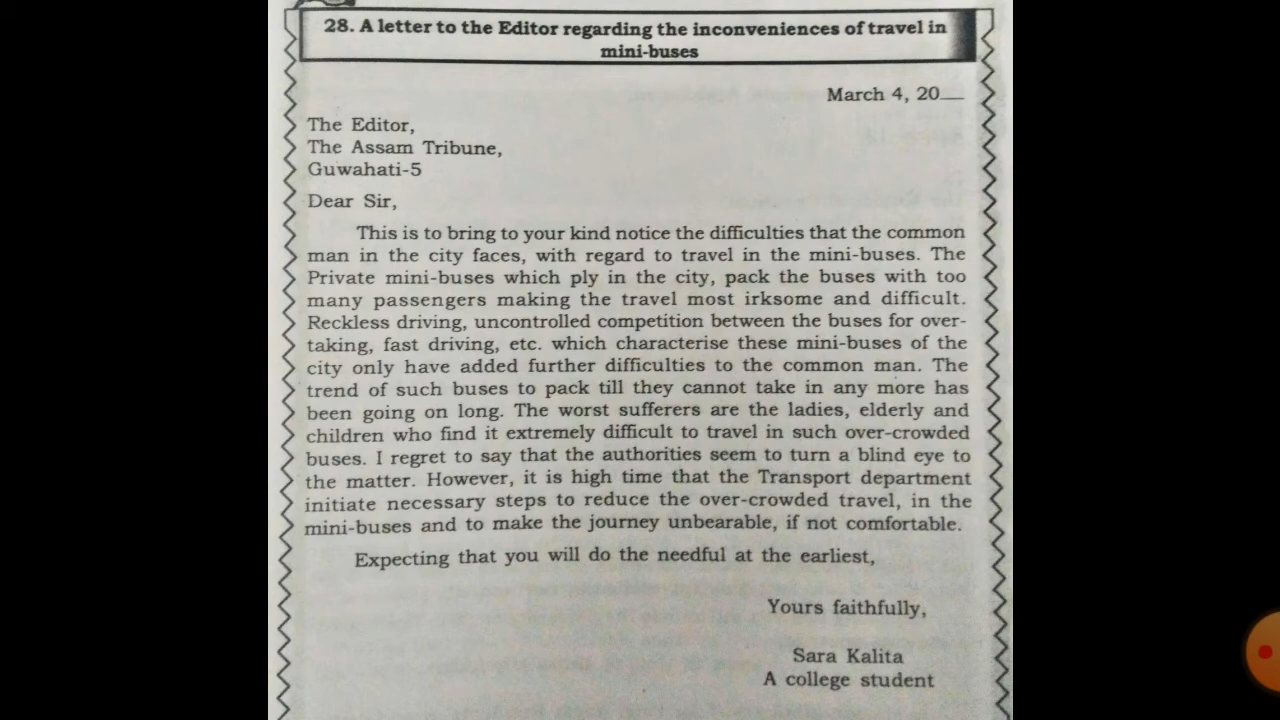 28. A letter to the Editor regarding the inconveniences of travel in
mini-buses
March 4, 20__
The Editor,
The Assam Tribune,
Guwahati-5
Dear Sir,
This is to bring to your kind notice the difficulties that the common
man in the city faces, with regard to travel in the mini-buses. The
Private mini-buses which ply in the city, pack the buses with too
many passengers making the travel most irksome and difficult.
Reckless driving, uncontrolled competition between the buses for over-
taking, fast driving, etc. which characterise these mini-buses of the
city only have added further difficulties to the common man. The
trend of such buses to pack till they cannot take in any more has
been going on long. The worst sufferers are the ladies, elderly and
children who find it extremely difficult to travel in such over-crowded
buses. I regret to say that the authorities seem to turn a blind eye to
the matter. However, it is high time that the Transport department
initiate necessary steps to reduce the over-crowded travel, in the
mini-buses and to make the journey unbearable, if not comfortable.
Expecting that you will do the needful at the earliest,
Yours faithfully,
Sara Kalita
A college student